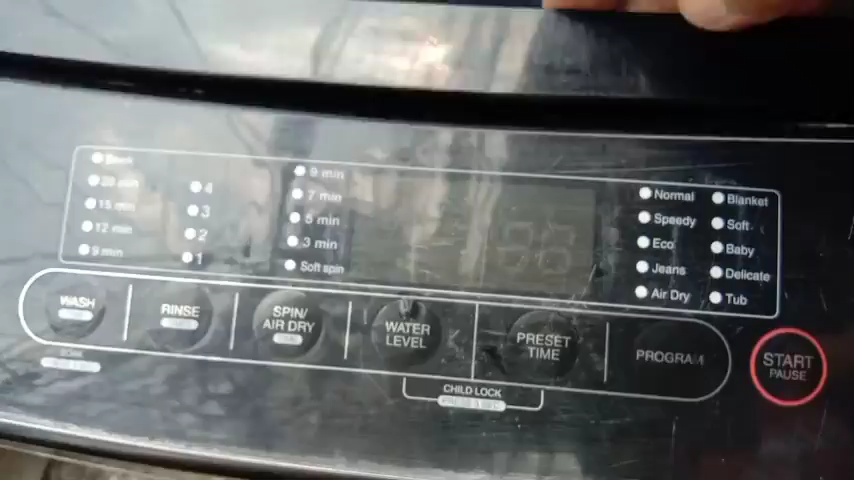 20 min
15 min
12 min
9 min
4
3
2
1
9 min
7 min
5 min
3 min
Soft spin
Normal
Speedy
Eco
Jeans
Air Dry
Blanket
Soft
Baby
Delicate
Tub
WASH
RINSE
SPIN/
AIR DRY
WATER
LEVEL
PRESET
TIME
PROGRAM
START
PAUSE
CHILD LOCK